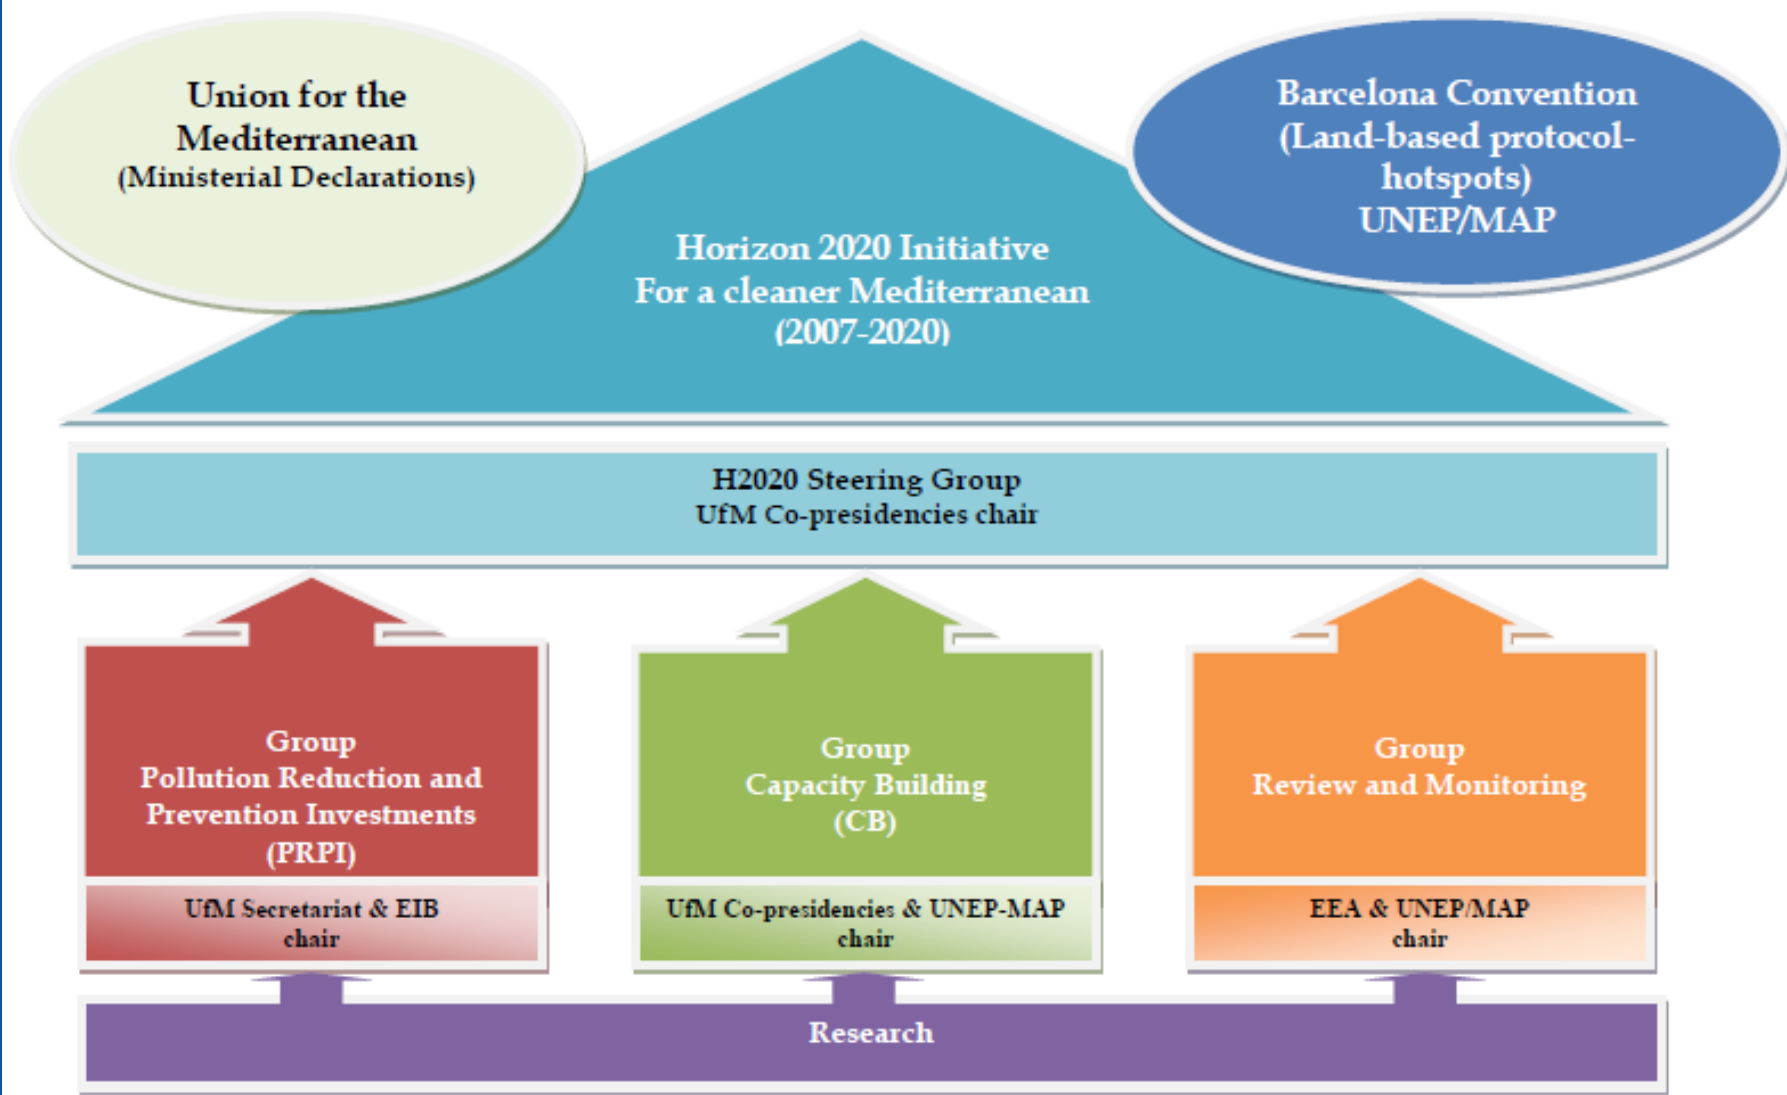 Union for the
Mediterranean
(Ministerial Declarations)
Barcelona Convention
(Land-based protocol-
hotspots)
UNEP/MAP
Horizon 2020 Initiative
For a cleaner Mediterranean
(2007-2020)
H2020 Steering Group
UfM Co-presidencies chair
Group
Pollution Reduction and
Prevention Investments
(PRPI)
UfM Secretariat & EIB
chair
Group
Capacity Building
(CB)
UfM Co-presidencies & UNEP-MAP
chair
Group
Review and Monitoring
EEA & UNEP/MAP
chair
Research